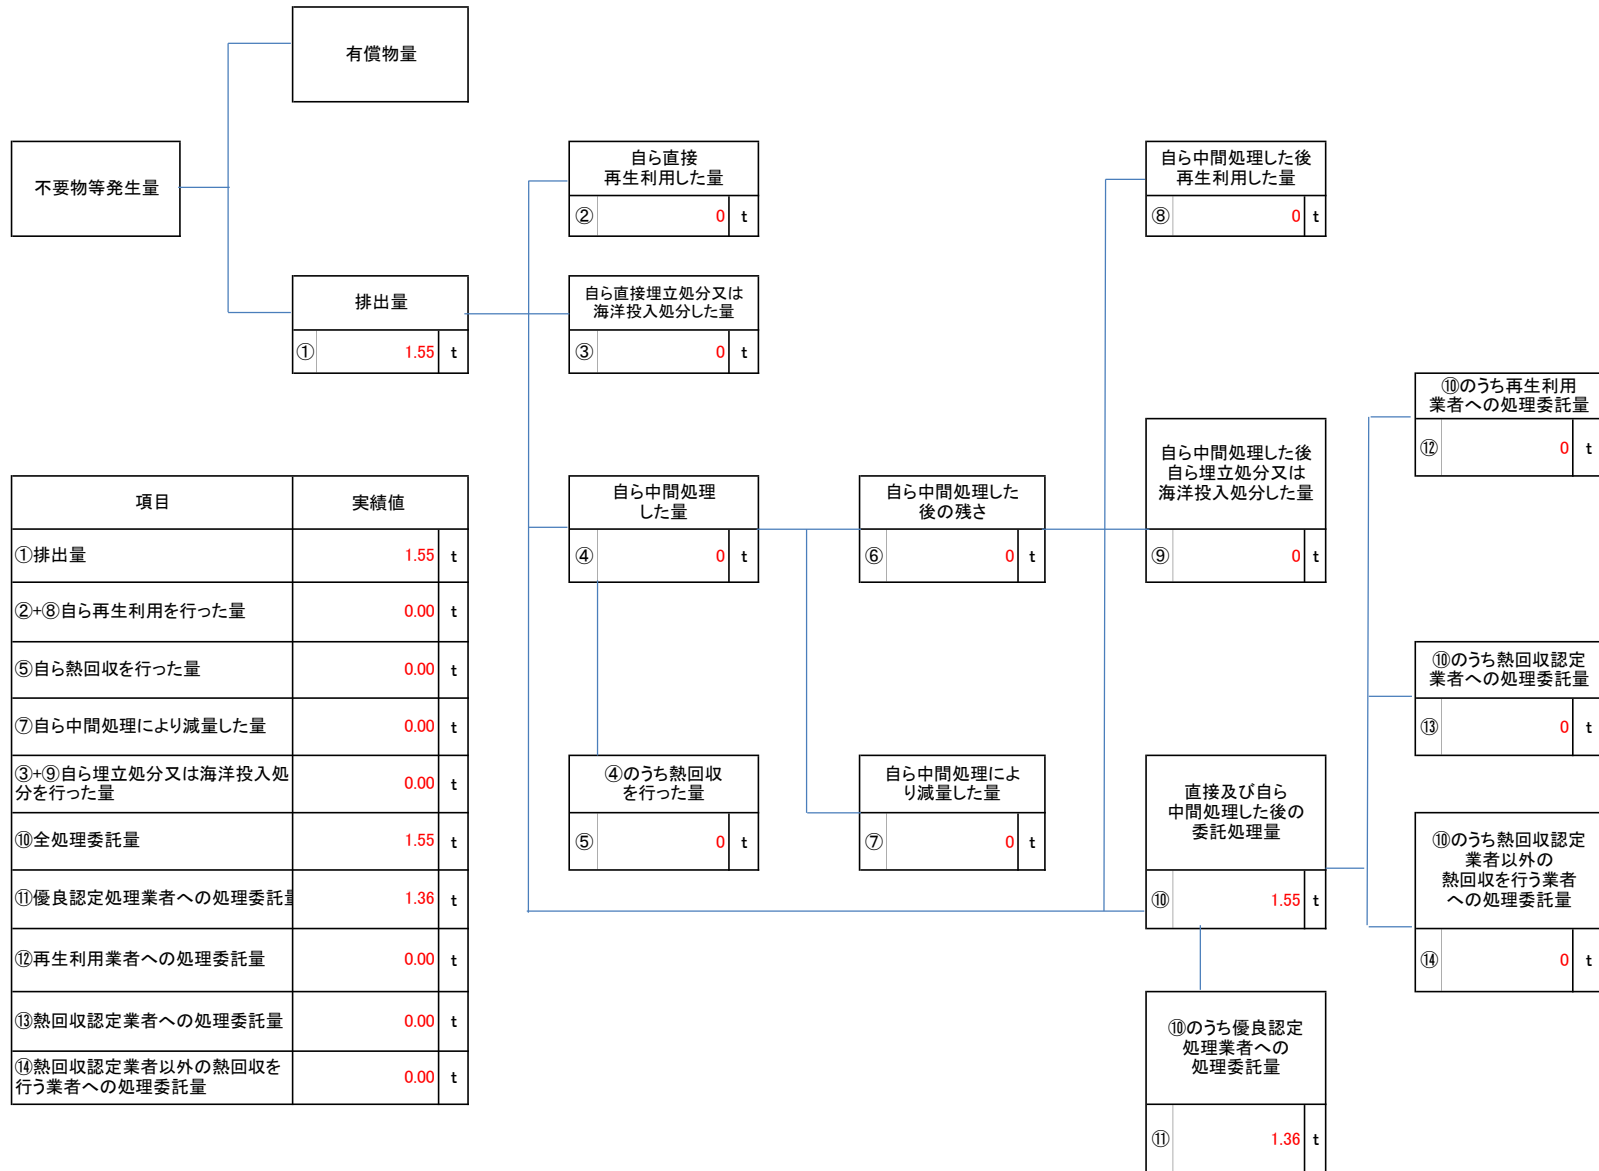 有償物量
不要物等発生量
排出量
① 1.55 t
自ら直接
再生利用した量
② 0 t
自ら直接埋立処分又は
海洋投入処分した量
③ 0 t
自ら中間処理
した量
④ 0 t
④のうち熱回収
を行った量
⑤ 0 t
自ら中間処理した
後の残さ
⑥ 0 t
自ら中間処理によ
り減量した量
⑦ 0 t
自ら中間処理した後
再生利用した量
⑧ 0 t
自ら中間処理した後
自ら埋立処分又は
海洋投入処分した量
⑨ 0 t
直接及び自ら
中間処理した後の
委託処理量
⑩ 1.55 t
⑩のうち優良認定
処理業者への
処理委託量
⑪ 1.36 t
⑩のうち再生利用
業者への処理委託量
⑫ 0 t
⑩のうち熱回収認定
業者への処理委託量
⑬ 0 t
⑩のうち熱回収認定
業者以外の
熱回収を行う業者
への処理委託量
⑭ 0 t
項目 実績値
①排出量 1.55 t
②+⑧自ら再生利用を行った量 0.00 t
⑤自ら熱回収を行った量 0.00 t
⑦自ら中間処理により減量した量 0.00 t
③+⑨自ら埋立処分又は海洋投入処
分を行った量 0.00 t
⑩全処理委託量 1.55 t
⑪優良認定処理業者への処理委託量 1.36 t
⑫再生利用業者への処理委託量 0.00 t
⑬熱回収認定業者への処理委託量 0.00 t
⑭熱回収認定業者以外の熱回収を
行う業者への処理委託量 0.00 t